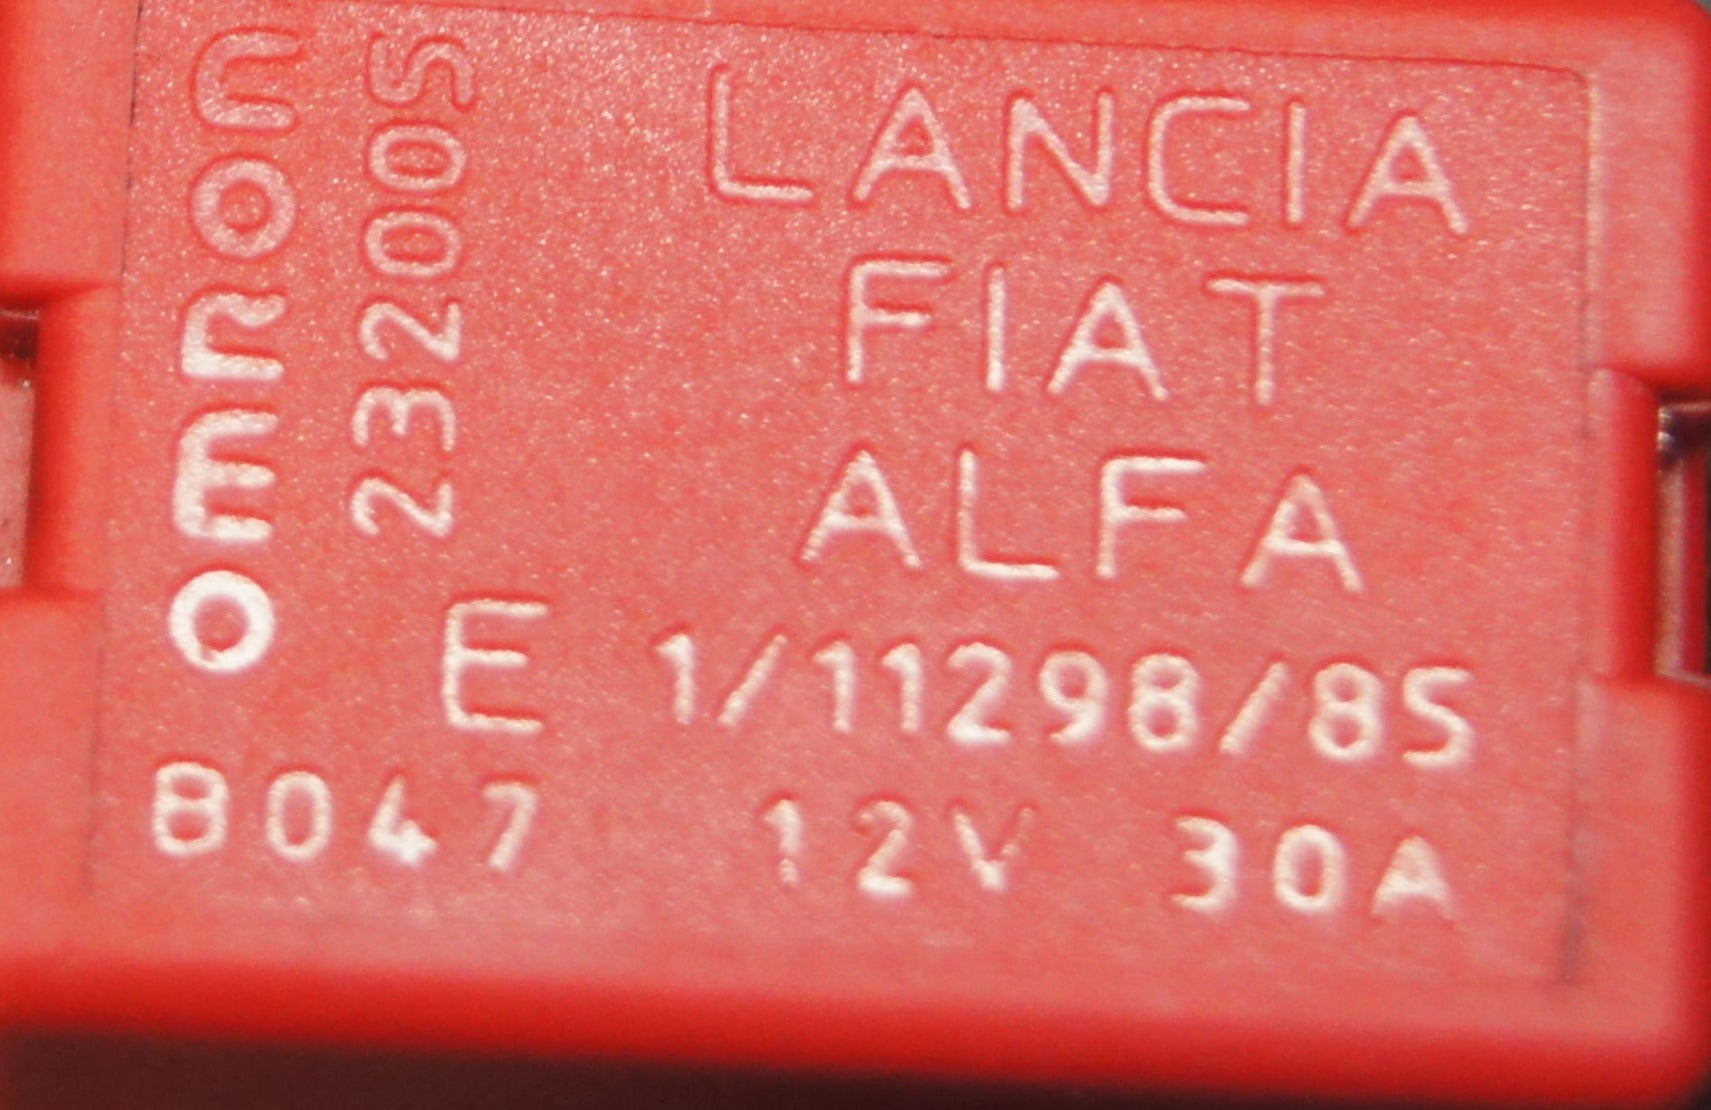 omron
232005
LANCIA
FIAT
ALFA
E 1/11298/85
8047 12V 30A